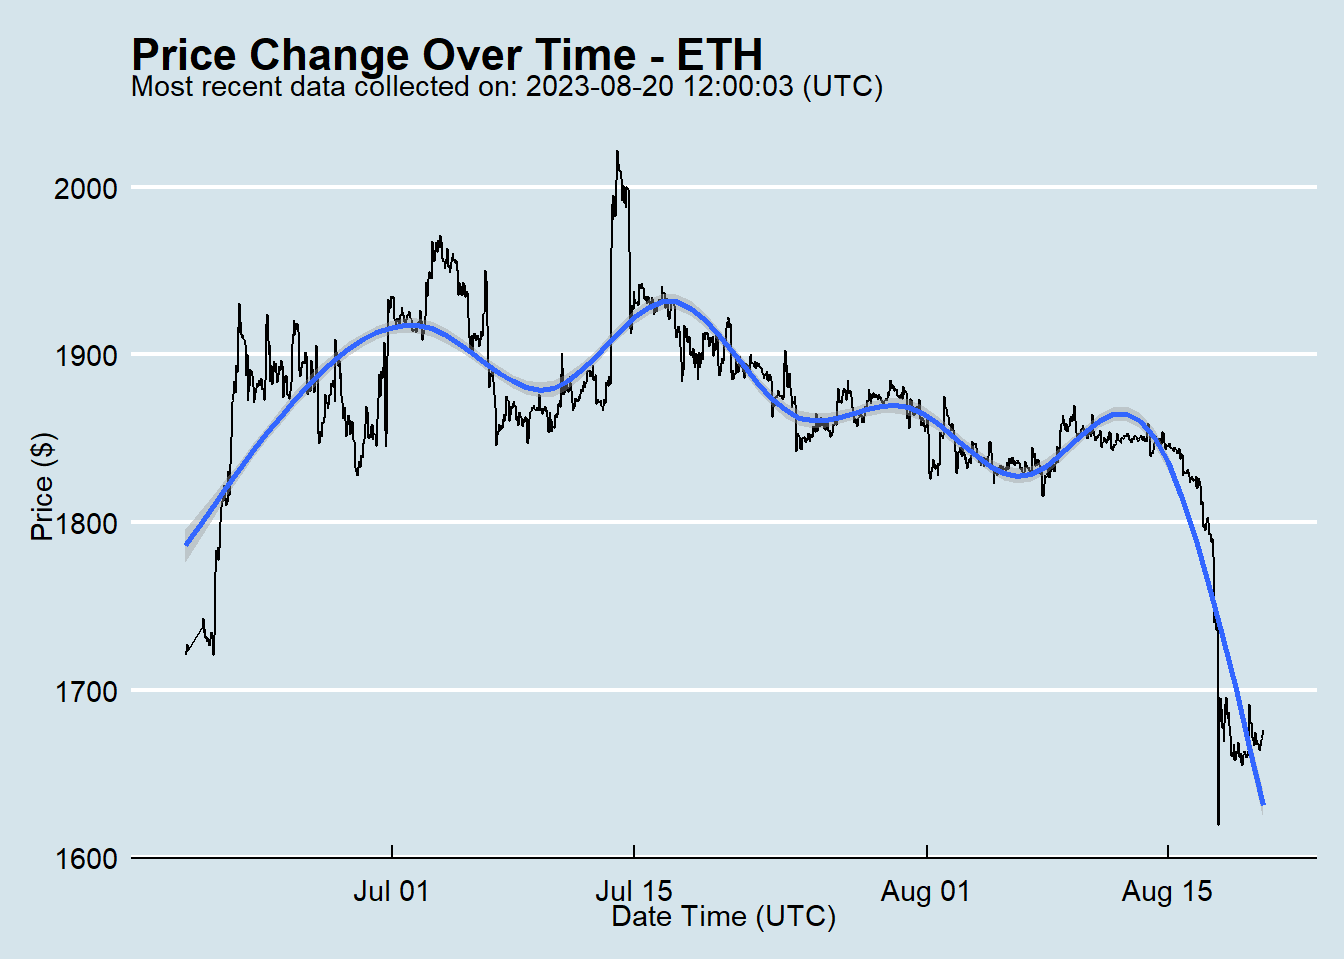 Price Change Over Time - ETH
Most recent data collected on: 2023-08-20 12:00:03 (UTC)
Price ($)
2000
1900
1800
1700
1600
Jul 01
Jul 15
Aug 01
Aug 15
Date Time (UTC)